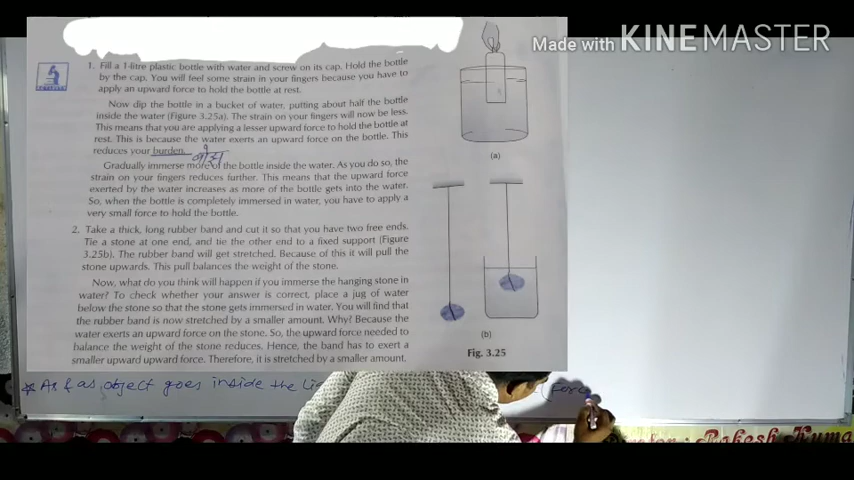 Made with KINEMASTER
1. Fill a 1-litre plastic bottle with water and screw on its cap. Hold the bottle
by the cap. You will feel some strain in your fingers because you have to
apply an upward force to hold the bottle at rest.
Now dip the bottle in a bucket of water, putting about half the bottle
inside the water (Figure 3.25a). The strain on your fingers will now be less.
This means that you are applying a lesser upward force to hold the bottle at
rest. This is because the water exerts an upward force on the bottle. This
reduces your burden.
Gradually immerse more of the bottle inside the water. As you do so, the
strain on your fingers reduces further. This means that the upward force
exerted by the water increases as more of the bottle gets into the water.
So, when the bottle is completely immersed in water, you have to apply a
very small force to hold the bottle.
2. Take a thick, long rubber band and cut it so that you have two free ends.
Tie a stone at one end, and tie the other end to a fixed support (Figure
3.25b). The rubber band will get stretched. Because of this it will pull the
stone upwards. This pull balances the weight of the stone.
Now, what do you think will happen if you immerse the hanging stone in
water? To check whether your answer is correct, place a jug of water
below the stone so that the stone gets immersed in water. You will find that
the rubber band is now stretched by a smaller amount. Why? Because the
water exerts an upward force on the stone. So, the upward force needed to
balance the weight of the stone reduces. Hence, the band has to exert a
smaller upward upward force. Therefore, it is stretched by a smaller amount.
(a)
(b)
Fig. 3.25
object goes inside the (Force
Rakesh Kuma